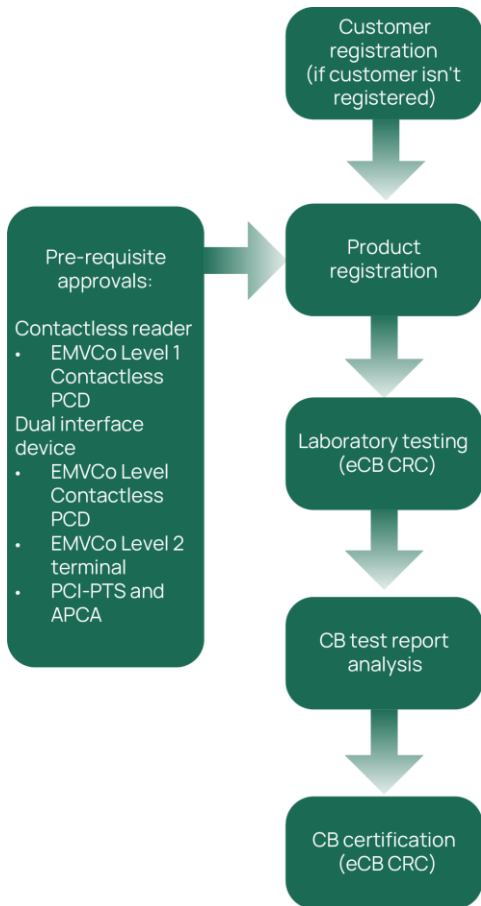 Customer
registration
(if customer isn't
registered)
Pre-requisite
approvals:
Contactless reader
• EMVCo Level 1
Contactless
PCD
Dual interface
device
• EMVCo Level
Contactless
PCD
• EMVCo Level 2
terminal
• PCI-PTS and
APCA
Product
registration
Laboratory testing
(eCB CRC)
CB test report
analysis
CB certification
(eCB CRC)